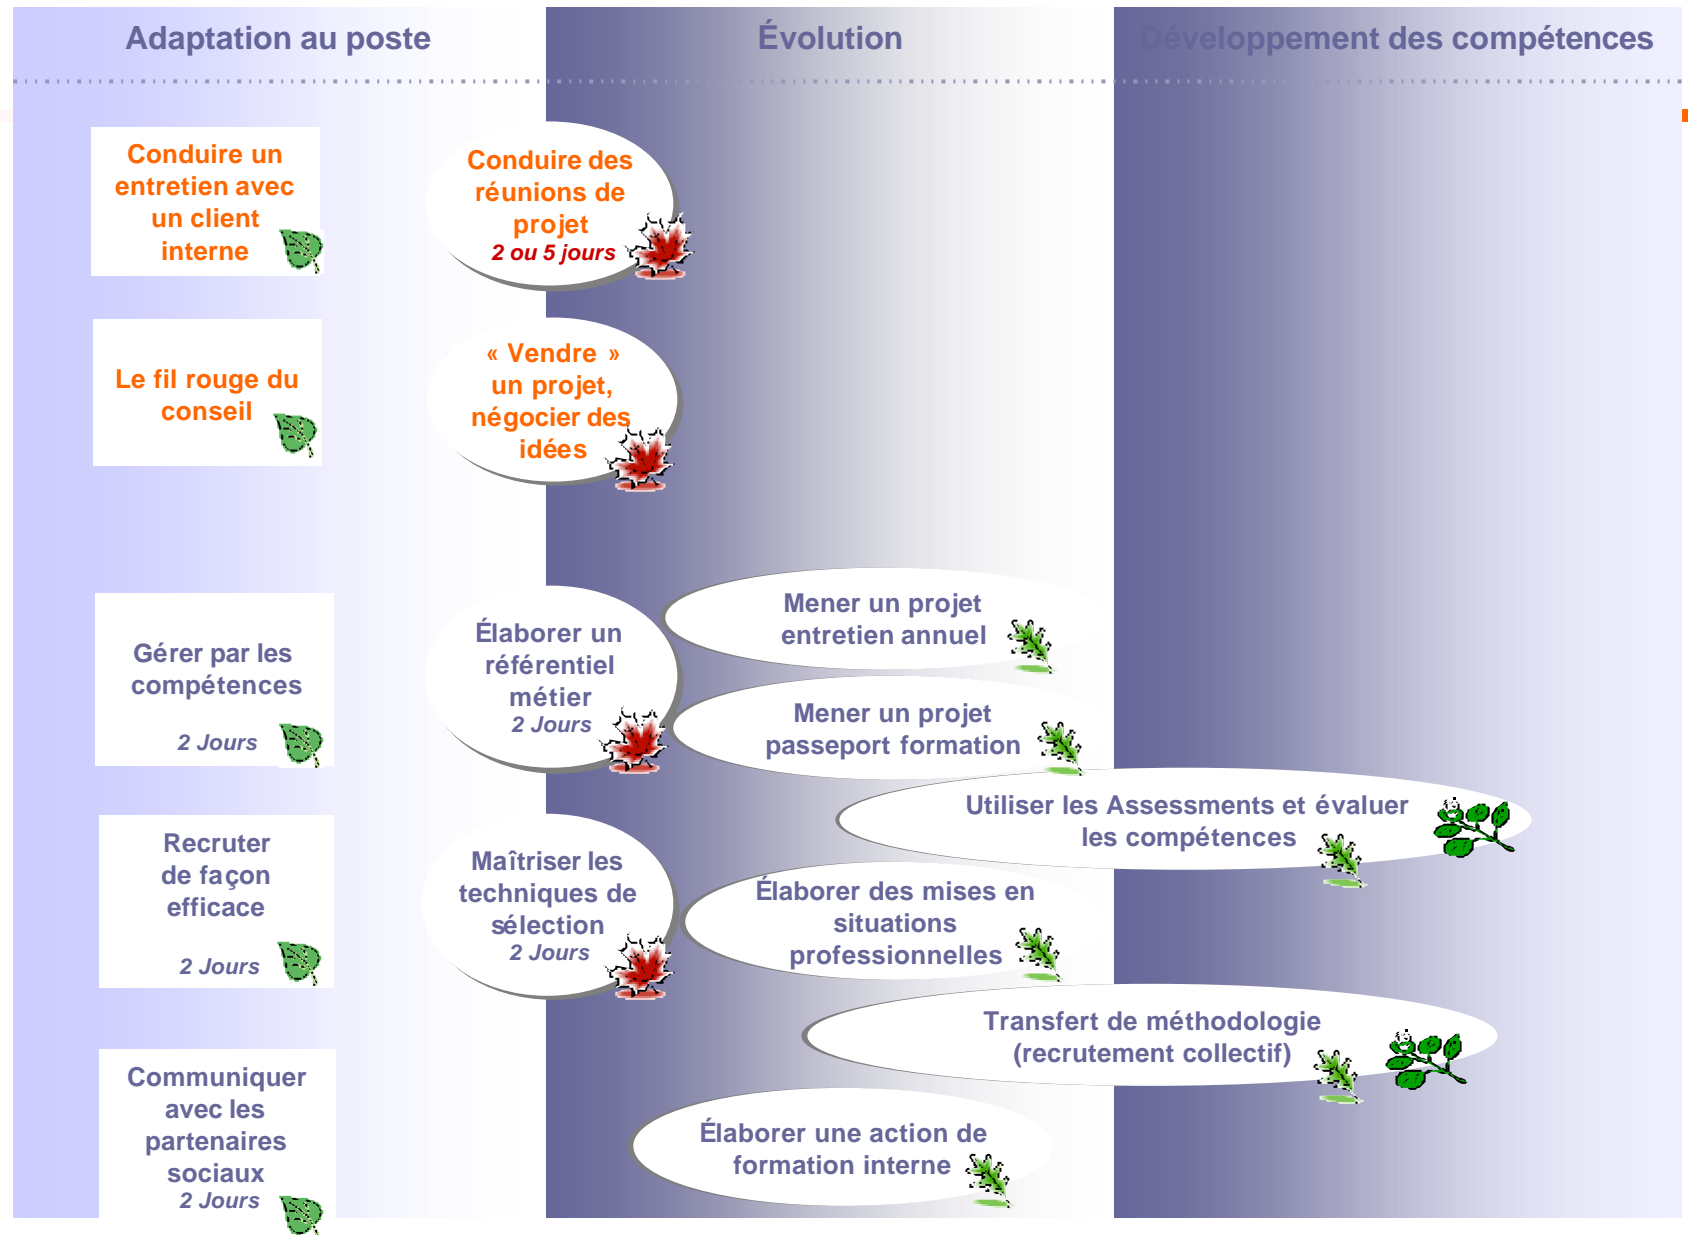 Adaptation au poste
Évolution
Développement des compétences
Conduire un
entretien avec
un client
interne
Conduire des
réunions de
projet
2 ou 5 jours
Le fil rouge du
conseil
« Vendre »
un projet,
négocier des
idées
Gérer par les
compétences
2 Jours
Élaborer un
référentiel
métier
2 Jours
Mener un projet
entretien annuel
Mener un projet
passeport formation
Utiliser les Assessments et évaluer
les compétences
Recruter
de façon
efficace
2 Jours
Maîtriser les
techniques de
sélection
2 Jours
Élaborer des mises en
situations
professionnelles
Transfert de méthodologie
(recrutement collectif)
Communiquer
avec les
partenaires
sociaux
2 Jours
Élaborer une action de
formation interne